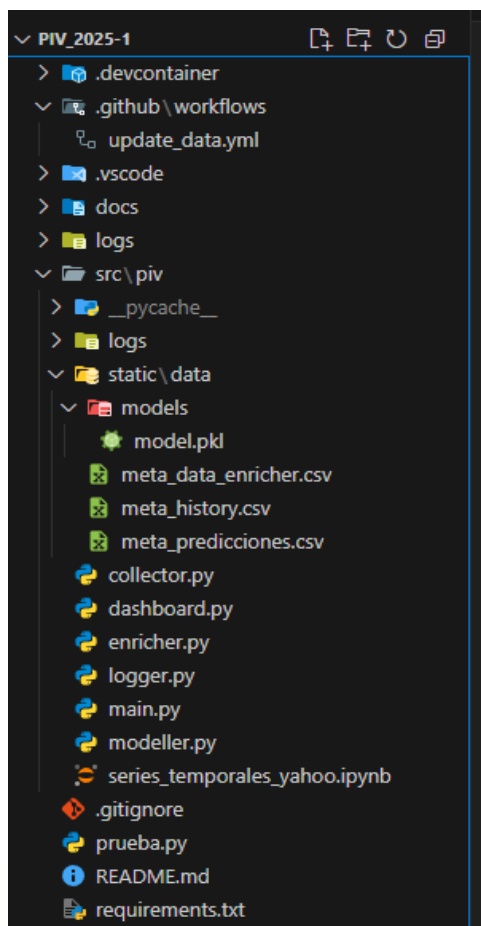 PIV_2025-1
.devcontainer
.github\workflows
update_data.yml
.vscode
docs
logs
src\piv
__pycache__
logs
static\data
models
model.pkl
meta_data_enricher.csv
meta_history.csv
meta_predicciones.csv
collector.py
dashboard.py
enricher.py
logger.py
main.py
modeller.py
series_temporales_yahoo.ipynb
.gitignore
prueba.py
README.md
requirements.txt